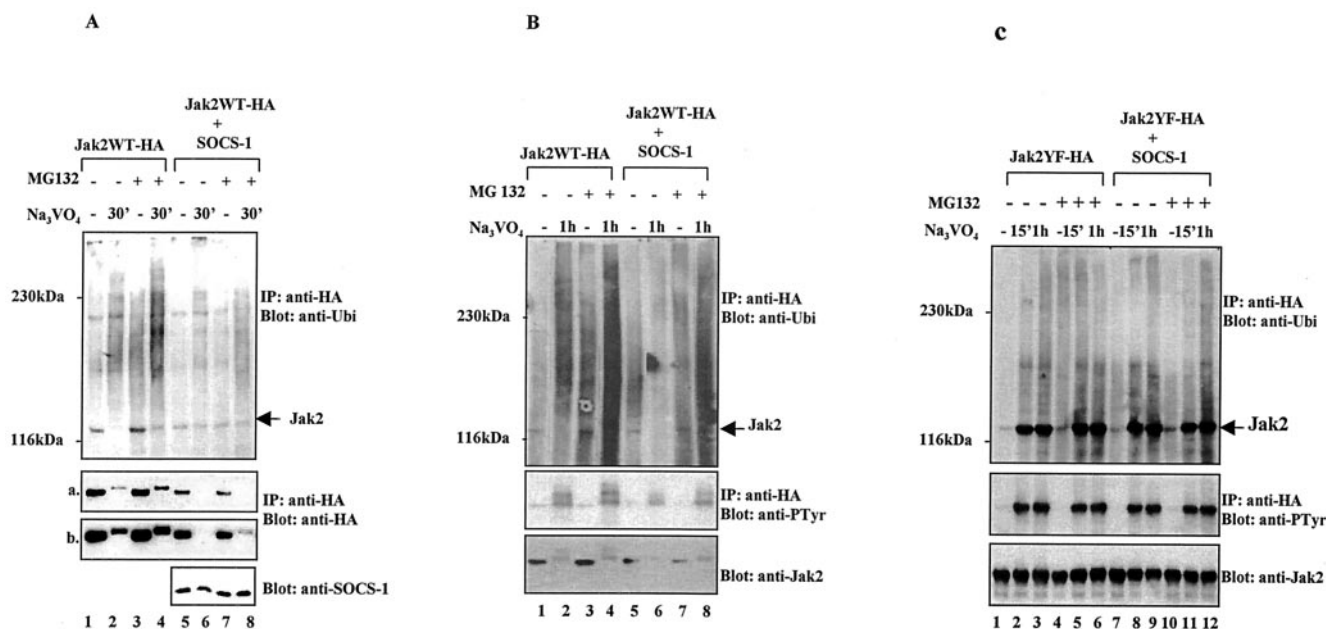 A
Jak2WT-HA
+
SOCS-1
Jak2WT-HA
MG132 - - + + - - + +
Na3VO4 - 30' - 30' - 30' - 30'
230kDa
IP: anti-HA
Blot: anti-Ubi
Jak2
116kDa
a.
IP: anti-HA
Blot: anti-HA
b.
Blot: anti-SOCS-1
1 2 3 4 5 6 7 8
B
Jak2WT-HA
+
SOCS-1
Jak2WT-HA
MG 132 - - + + - - + +
Na3VO4 - 1h - 1h - 1h - 1h
230kDa
IP: anti-HA
Blot: anti-Ubi
Jak2
116kDa
IP: anti-HA
Blot: anti-PTyr
Blot: anti-Jak2
1 2 3 4 5 6 7 8
c
Jak2YF-HA
+
SOCS-1
Jak2YF-HA
MG132 - - - + + + - - - + + +
Na3VO4 -15'1h -15' 1h -15'1h -15'1h
230kDa
IP: anti-HA
Blot: anti-Ubi
Jak2
116kDa
IP: anti-HA
Blot: anti-PTyr
Blot: anti-Jak2
1 2 3 4 5 6 7 8 9 10 11 12